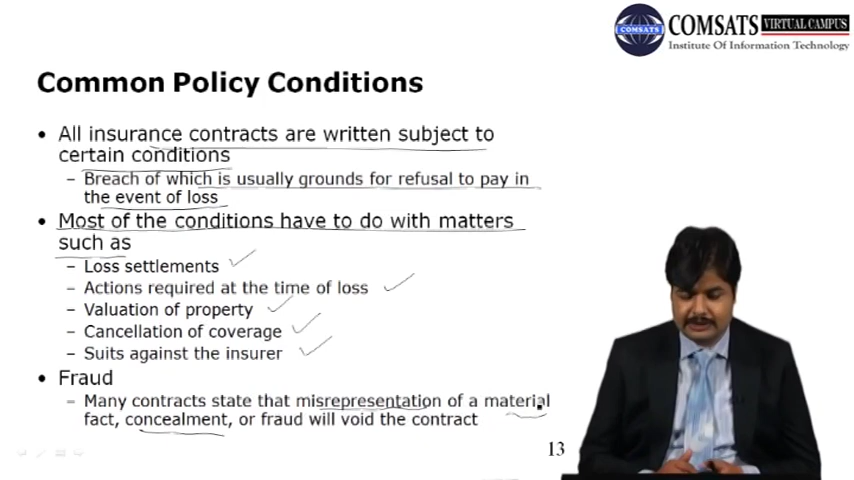 COMSATS
COMSATS VIRTUAL CAMPUS
Institute Of Information Technology
Common Policy Conditions
• All insurance contracts are written subject to
certain conditions
– Breach of which is usually grounds for refusal to pay in
the event of loss
• Most of the conditions have to do with matters
such as
– Loss settlements
– Actions required at the time of loss
– Valuation of property
– Cancellation of coverage
– Suits against the insurer
• Fraud
– Many contracts state that misrepresentation of a material
fact, concealment, or fraud will void the contract
13